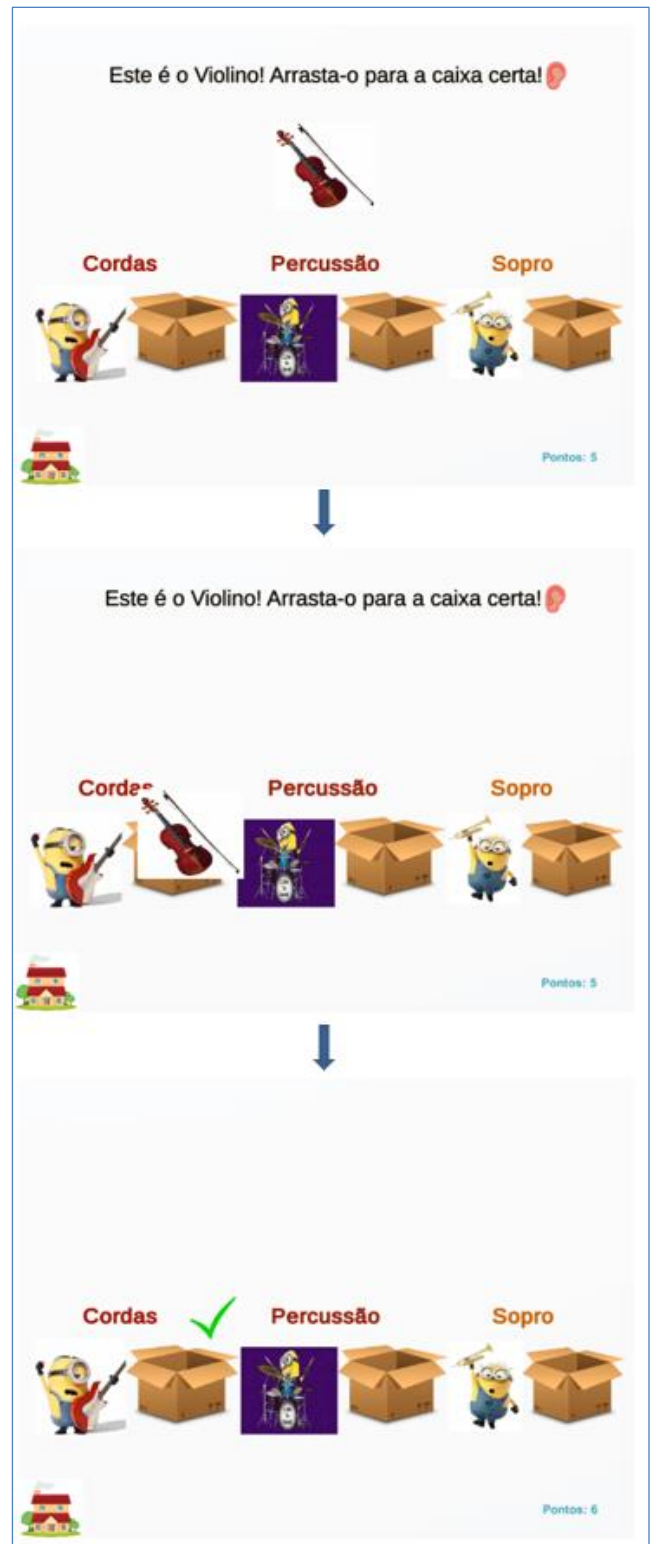 Este é o Violino! Arrasta-o para a caixa certa!
Cordas Percussão Sopro
Pontos: 5
Este é o Violino! Arrasta-o para a caixa certa!
Cordas Percussão Sopro
Pontos: 5
Cordas Percussão Sopro
Pontos: 6